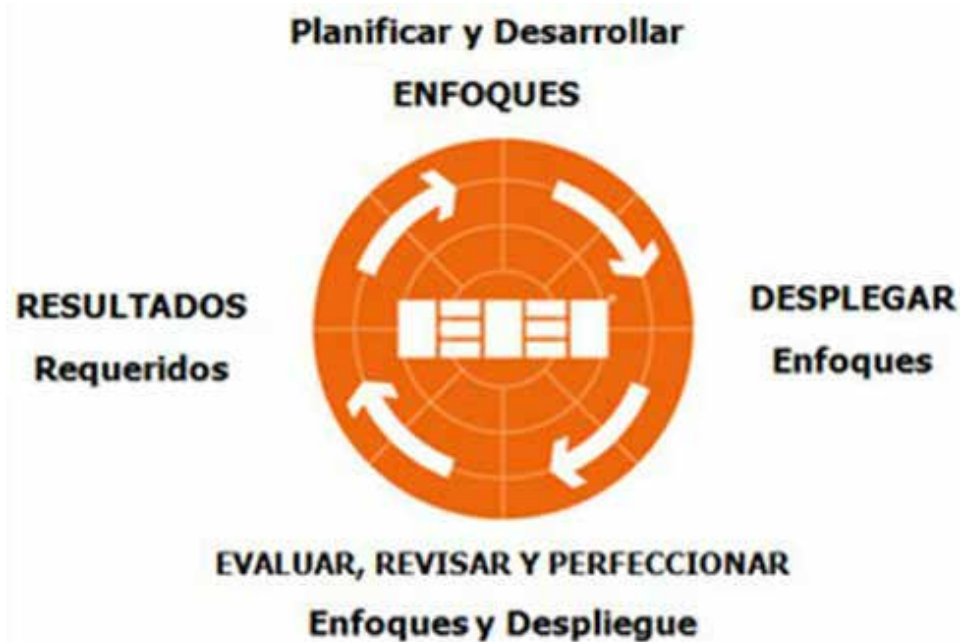 Planificar y Desarrollar
ENFOQUES
RESULTADOS
Requeridos
DESPLEGAR
Enfoques
EVALUAR, REVISAR Y PERFECCIONAR
Enfoques y Despliegue